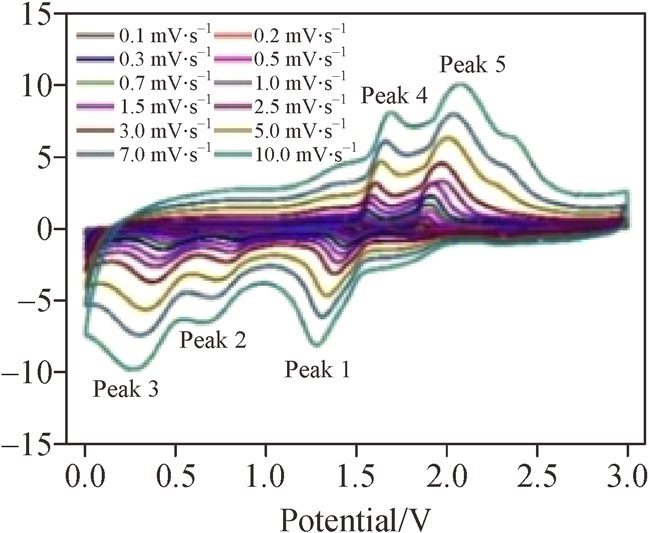 15
10
5
0
−5
−10
−15
0.1 mV·s⁻¹ 0.2 mV·s⁻¹
0.3 mV·s⁻¹ 0.5 mV·s⁻¹
0.7 mV·s⁻¹ 1.0 mV·s⁻¹
1.5 mV·s⁻¹ 2.5 mV·s⁻¹
3.0 mV·s⁻¹ 5.0 mV·s⁻¹
7.0 mV·s⁻¹ 10.0 mV·s⁻¹
Peak 5
Peak 4
Peak 2
Peak 1
Peak 3
0.0 0.5 1.0 1.5 2.0 2.5 3.0
Potential/V